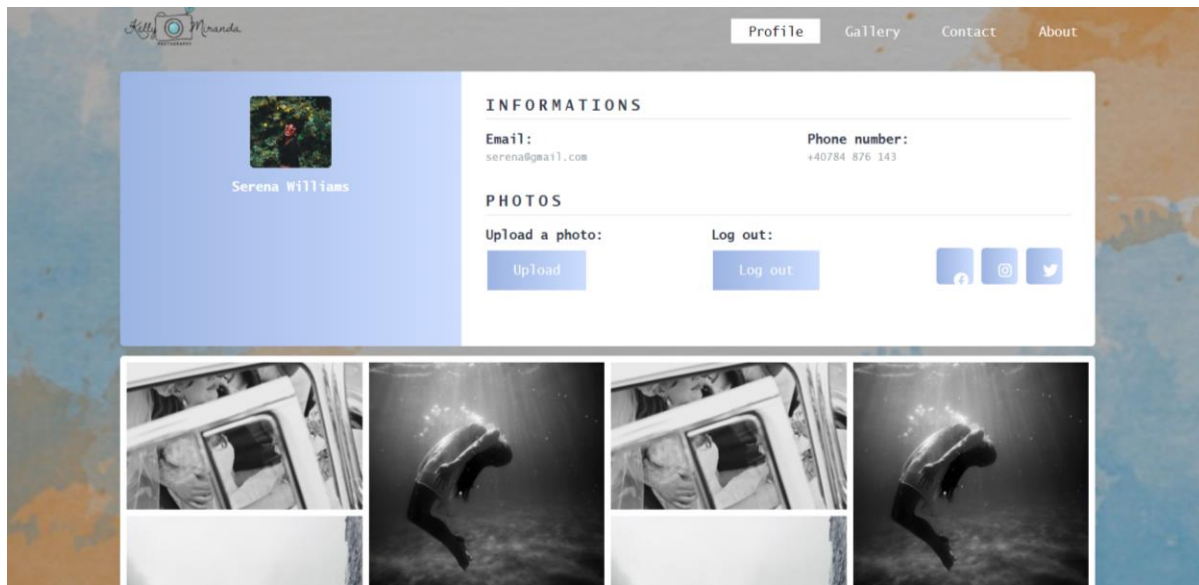 Kelly Miranda
PHOTOGRAPHY
Profile Gallery Contact About
INFORMATIONS
Email: Phone number:
serena@gmail.com +40784 876 143
Serena Williams
PHOTOS
Upload a photo: Log out:
Upload Log out